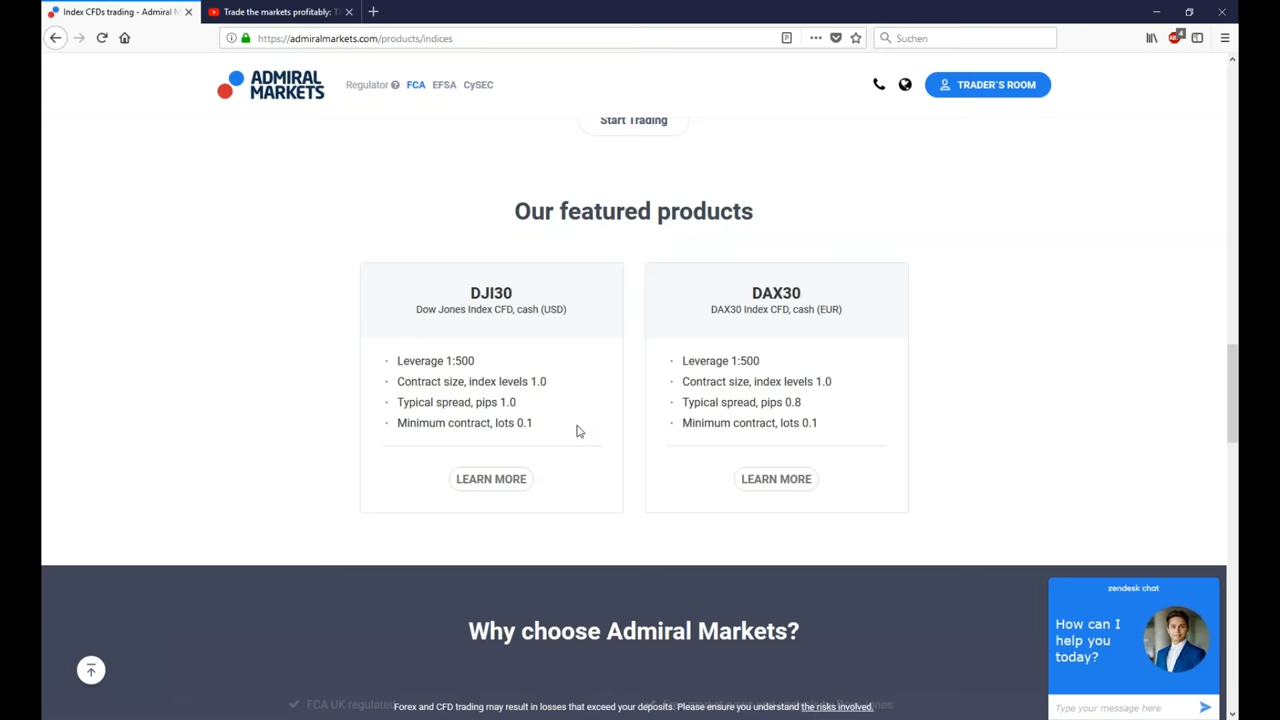 Index CFDs trading - Admiral M
Trade the markets profitably: T
https://admiralmarkets.com/products/indices
Suchen
4
ADMIRAL
MARKETS
Regulator
FCA
EFSA
CySEC
TRADER`S ROOM
Start Trading
Our featured products
DJI30
Dow Jones Index CFD, cash (USD)
Leverage 1:500
Contract size, index levels 1.0
Typical spread, pips 1.0
Minimum contract, lots 0.1
LEARN MORE
DAX30
DAX30 Index CFD, cash (EUR)
Leverage 1:500
Contract size, index levels 1.0
Typical spread, pips 0.8
Minimum contract, lots 0.1
LEARN MORE
Why choose Admiral Markets?
FCA UK regulated
Forex and CFD trading may result in losses that exceed your deposits. Please ensure you understand the risks involved.
zendesk chat
How can I
help you
today?
Type your message here